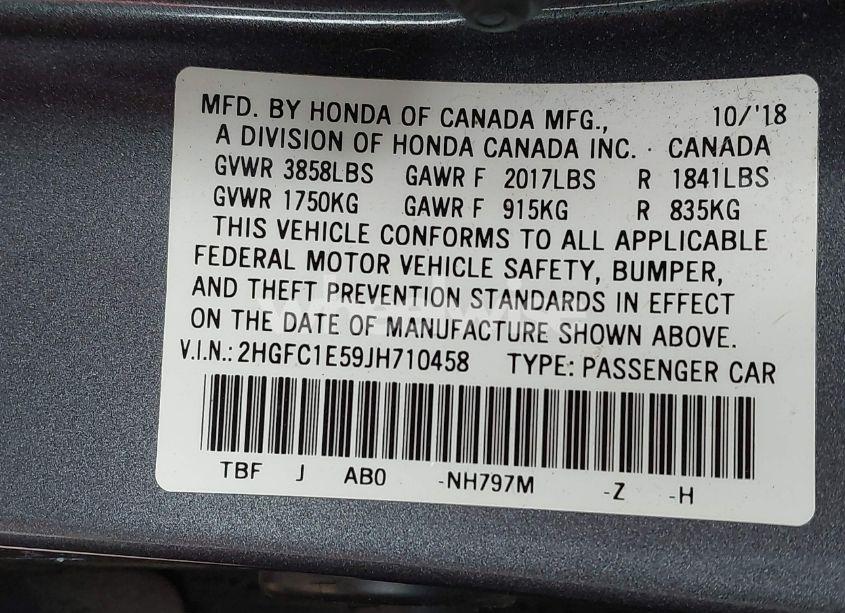 MFD. BY HONDA OF CANADA MFG., 10/'18
A DIVISION OF HONDA CANADA INC. · CANADA
GVWR 3858LBS GAWR F 2017LBS R 1841LBS
GVWR 1750KG GAWR F 915KG R 835KG
THIS VEHICLE CONFORMS TO ALL APPLICABLE
FEDERAL MOTOR VEHICLE SAFETY, BUMPER,
AND THEFT PREVENTION STANDARDS IN EFFECT
ON THE DATE OF MANUFACTURE SHOWN ABOVE.
V.I.N.: 2HGFC1E59JH710458 TYPE: PASSENGER CAR
TBF J AB0 -NH797M -Z -H